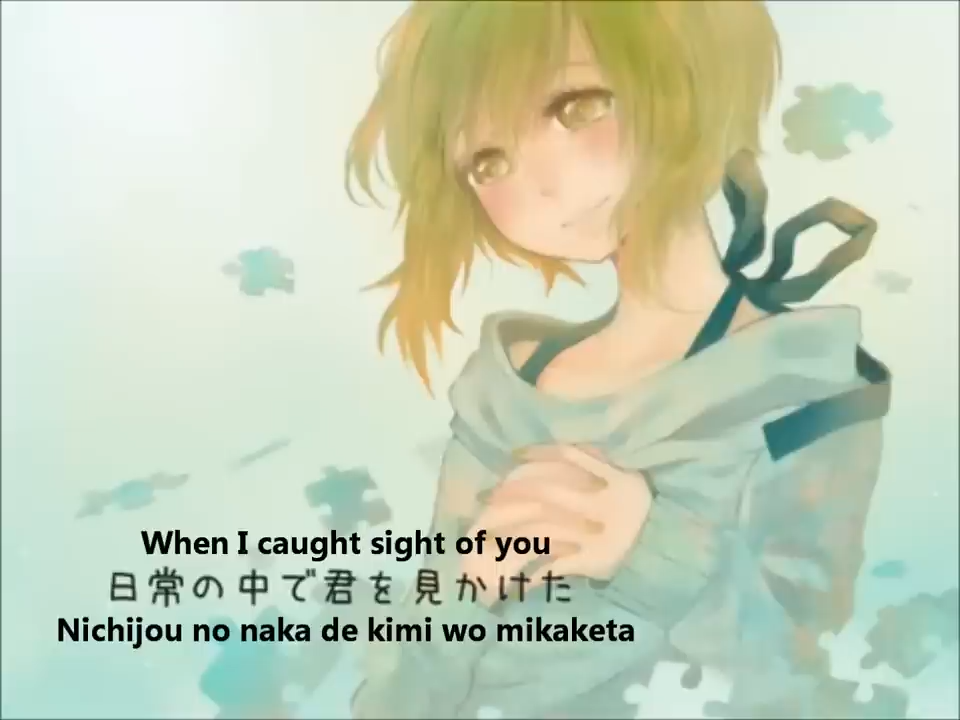 When I caught sight of you
日常の中で君を見かけた
Nichijou no naka de kimi wo mikaketa